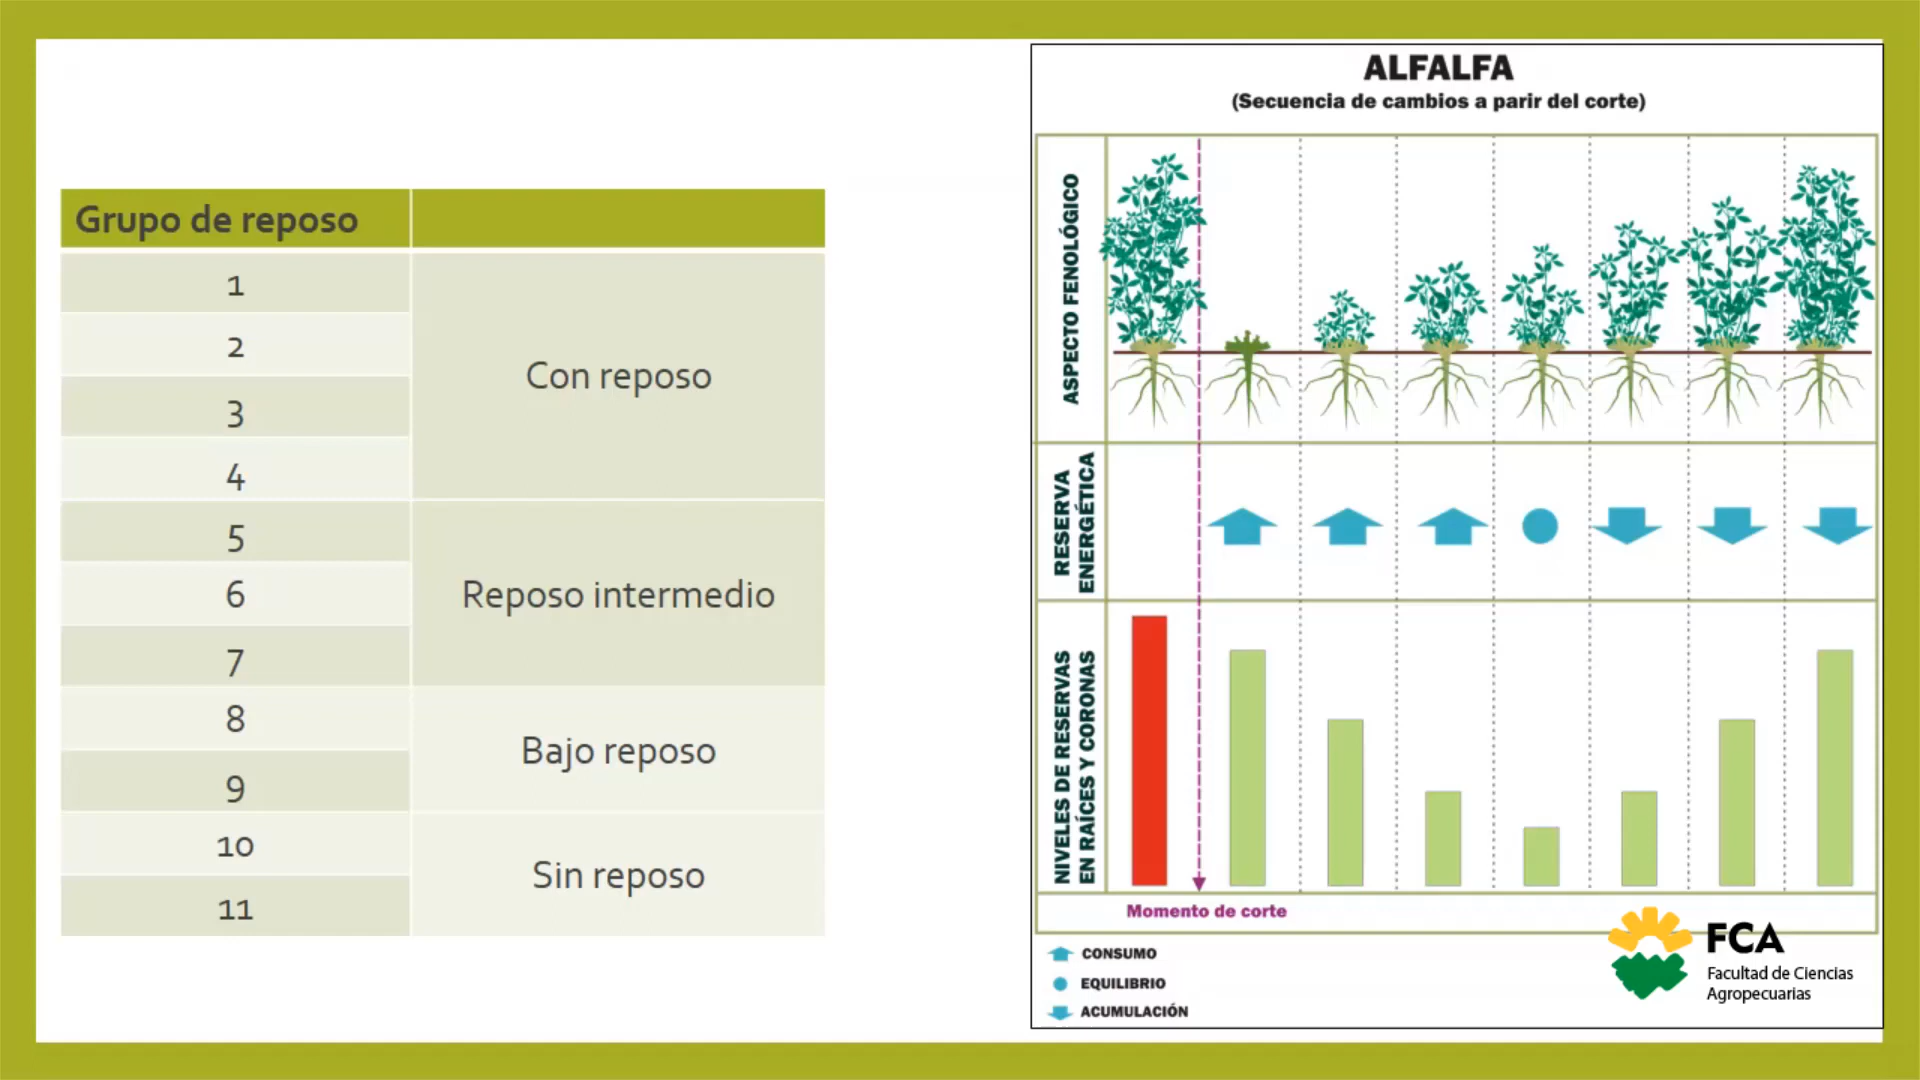 Grupo de reposo
1
2
3
4
Con reposo
5
6
7
Reposo intermedio
8
9
Bajo reposo
10
11
Sin reposo
ALFALFA
(Secuencia de cambios a parir del corte)
ASPECTO FENOLÓGICO
RESERVA
ENERGÉTICA
NIVELES DE RESERVAS
EN RAÍCES Y CORONAS
Momento de corte
CONSUMO
EQUILIBRIO
ACUMULACIÓN
FCA
Facultad de Ciencias
Agropecuarias